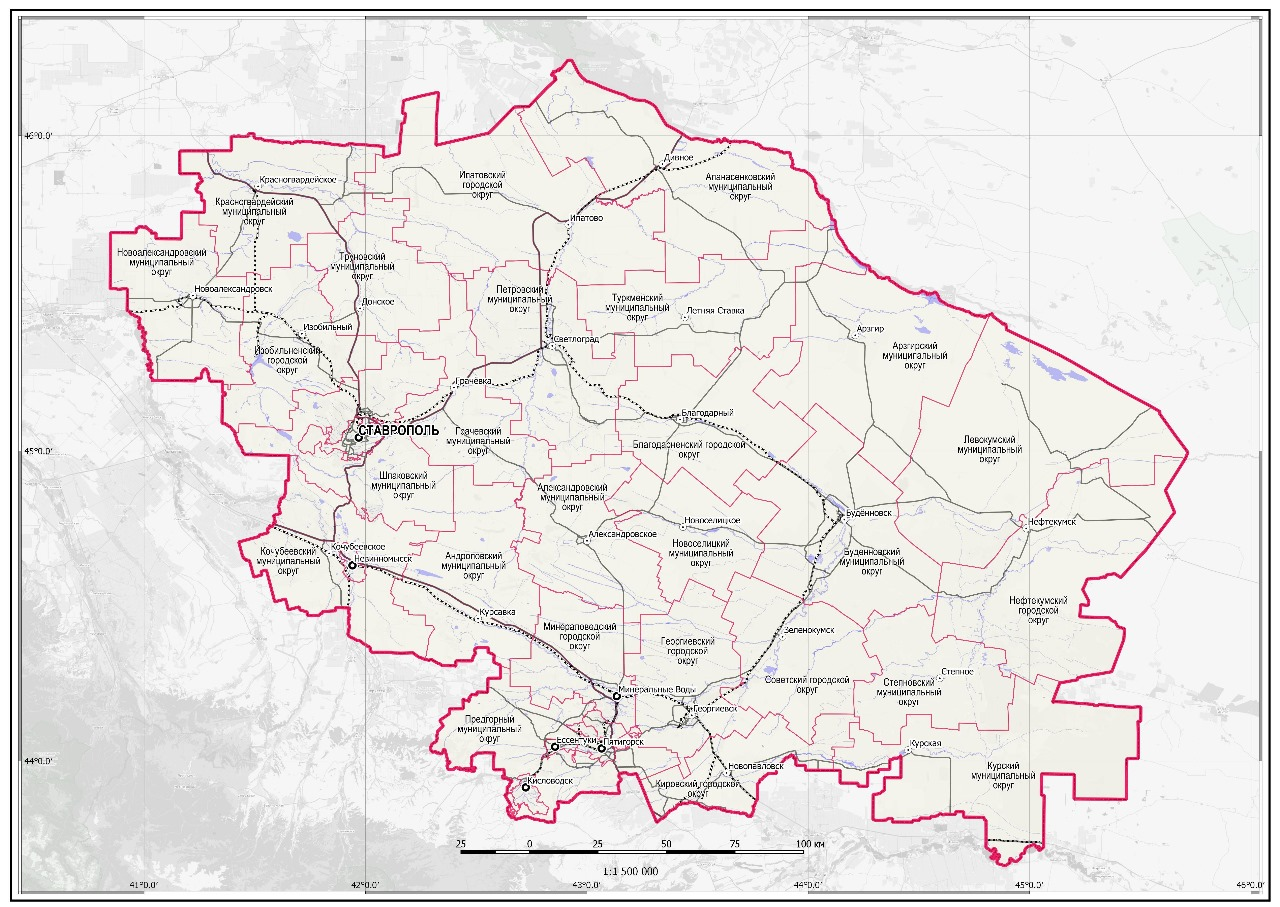 46°0.0'
Дивное
Красногвардейское
Ипатовский
городской
округ
Апанасенковский
муниципальный
округ
Красногвардейский
муниципальный
округ
Ипатово
Новоалександровский
муниципальный
округ
Труновский
муниципальный
округ
Новоалександровск
Петровский
муниципальный
округ
Туркменский
муниципальный
округ
Донское
Летняя Ставка
Изобильный
Арзгир
Светлоград
Изобильненский
городской
округ
Арзгирский
муниципальный
округ
Грачёвка
Благодарный
СТАВРОПОЛЬ
Грачевский
муниципальный
округ
Благодарненский городской
округ
Левокумский
муниципальный
округ
45°0.0'
Шпаковский
муниципальный
округ
Александровский
муниципальный
округ
Новоселицкое
Будённовск
Нефтекумск
Александровское
Кочубеевский
муниципальный
округ
Кочубеевское
Невинномысск
Андроповский
муниципальный
округ
Новоселицкий
муниципальный
округ
Буденновский
муниципальный
округ
Курсавка
Нефтекумский
городской
округ
Минераловодский
городской
округ
Георгиевский
городской
округ
Зеленокумск
Степное
Советский городской
округ
Степновский
муниципальный
округ
Минеральные Воды
Георгиевск
Предгорный
муниципальный
округ
Ессентуки
Пятигорск
Курская
44°0.0'
Новопавловск
Курский
муниципальный
округ
Кисловодск
Кировский городской
округ
25 0 25 50 75 100 км
1:1 500 000
41°0.0' 42°0.0' 43°0.0' 44°0.0' 45°0.0' 46°0.0'